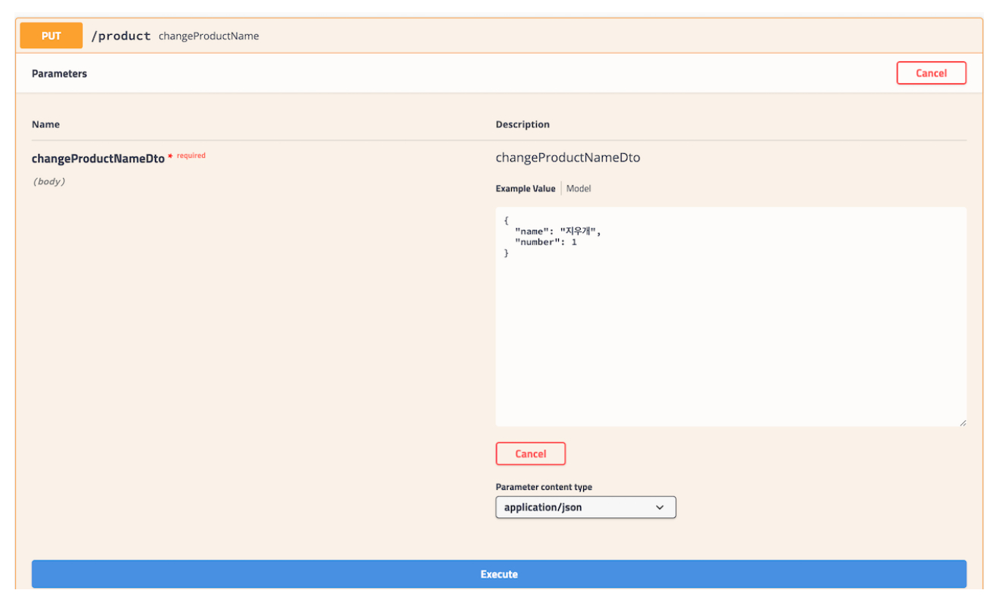 PUT /product changeProductName
Parameters Cancel
Name Description
changeProductNameDto * required changeProductNameDto
(body)
Example Value Model
{
"name": "지우개",
"number": 1
}
Cancel
Parameter content type
application/json
Execute